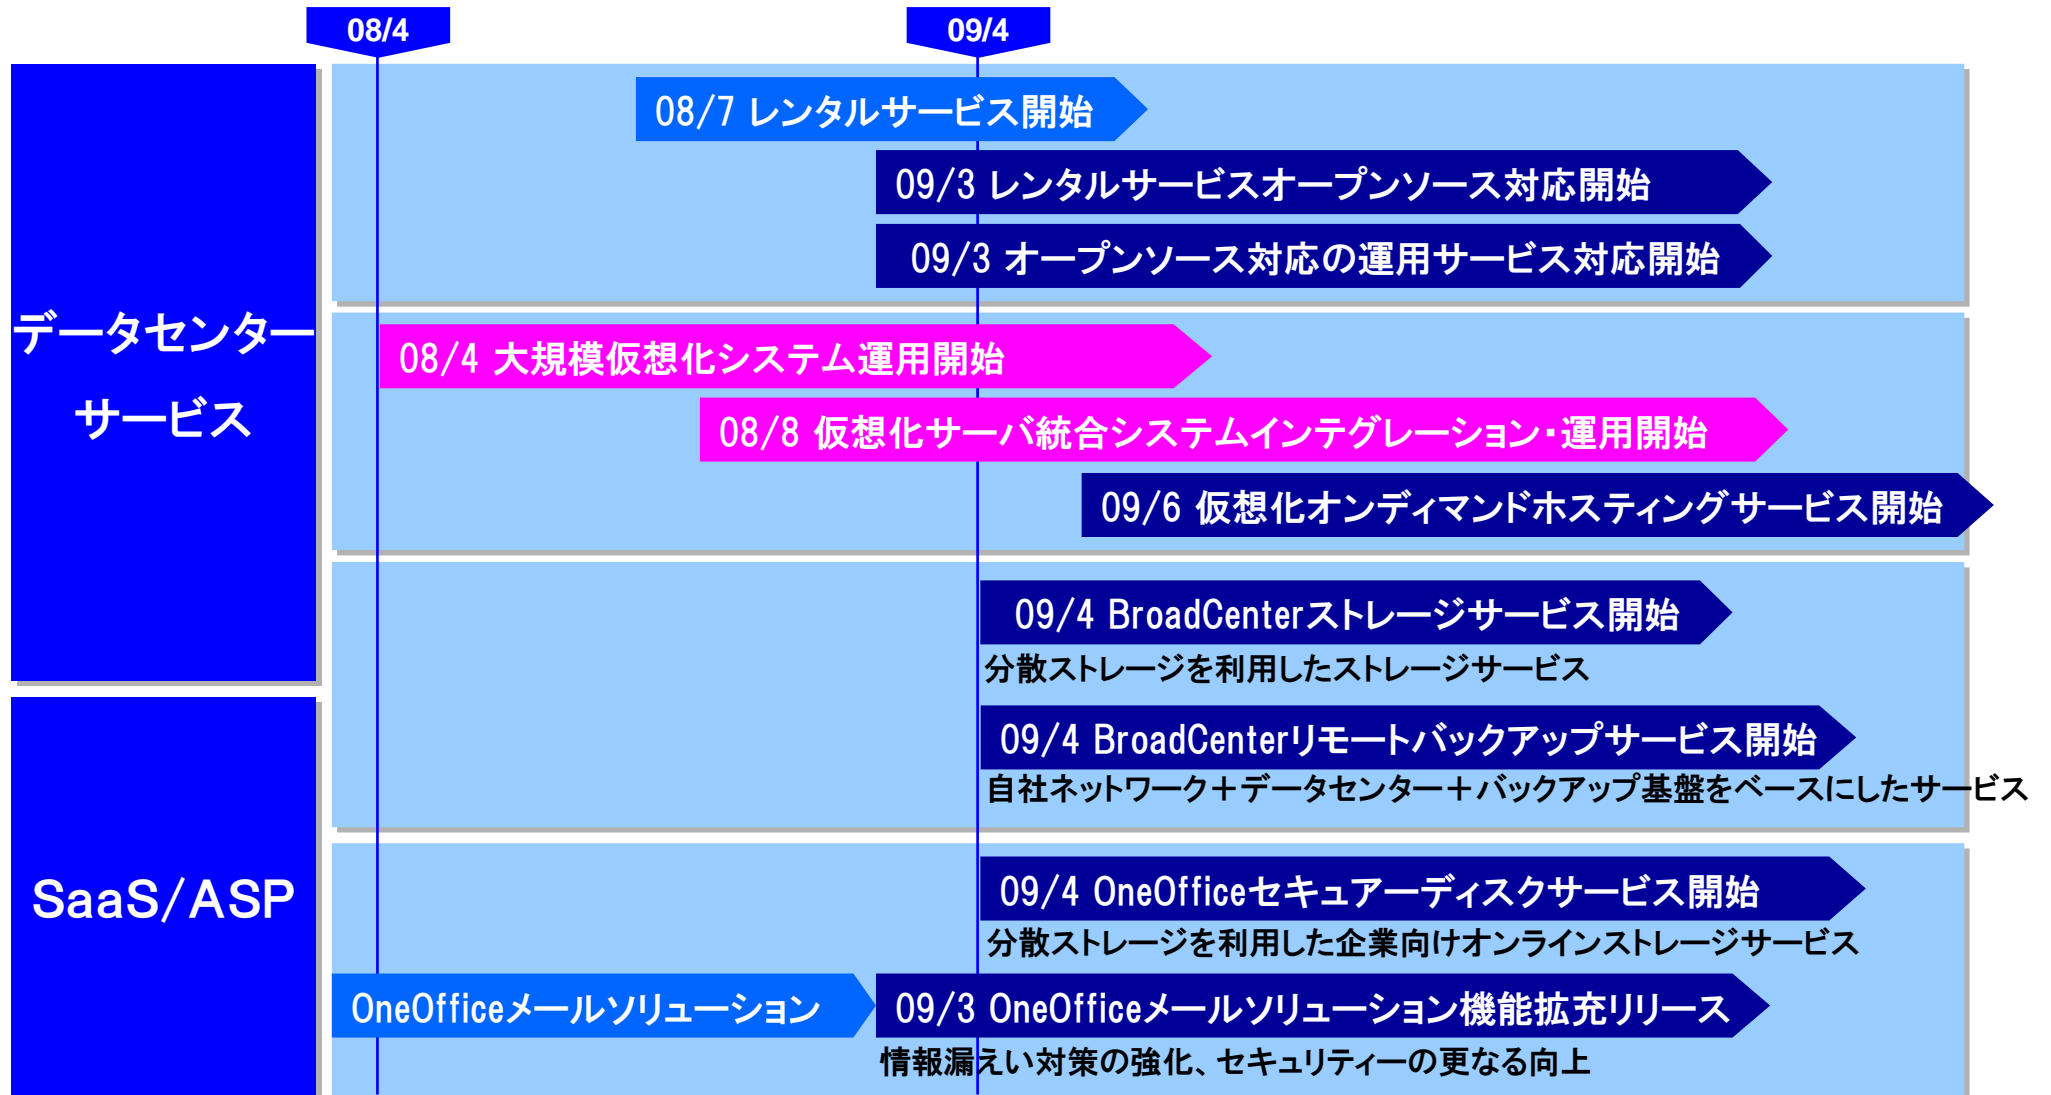 08/4
09/4
データセンター
サービス
08/7 レンタルサービス開始
09/3 レンタルサービスオープンソース対応開始
09/3 オープンソース対応の運用サービス対応開始
08/4 大規模仮想化システム運用開始
08/8 仮想化サーバ統合システムインテグレーション・運用開始
09/6 仮想化オンディマンドホスティングサービス開始
09/4 BroadCenterストレージサービス開始
分散ストレージを利用したストレージサービス
09/4 BroadCenterリモートバックアップサービス開始
自社ネットワーク＋データセンター＋バックアップ基盤をベースにしたサービス
SaaS/ASP
09/4 OneOfficeセキュアーディスクサービス開始
分散ストレージを利用した企業向けオンラインストレージサービス
OneOfficeメールソリューション
09/3 OneOfficeメールソリューション機能拡充リリース
情報漏えい対策の強化、セキュリティーの更なる向上